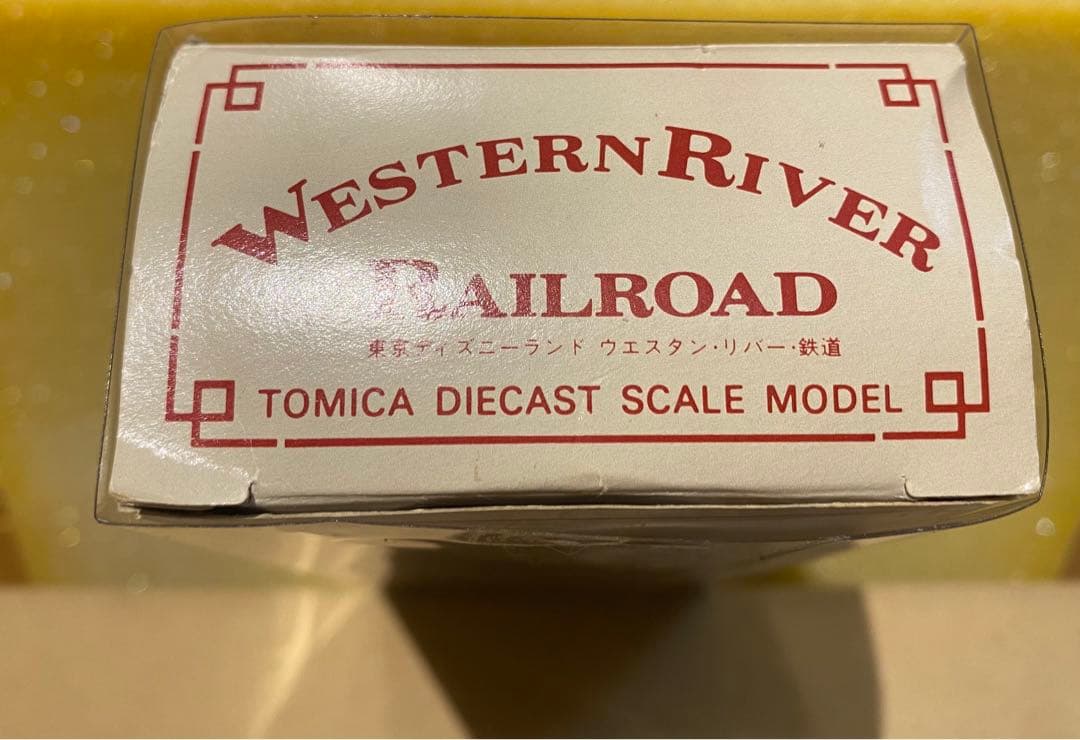 WESTERN RIVER
RAILROAD
東京ディズニーランド ウエスタン・リバー・鉄道
TOMICA DIECAST SCALE MODEL